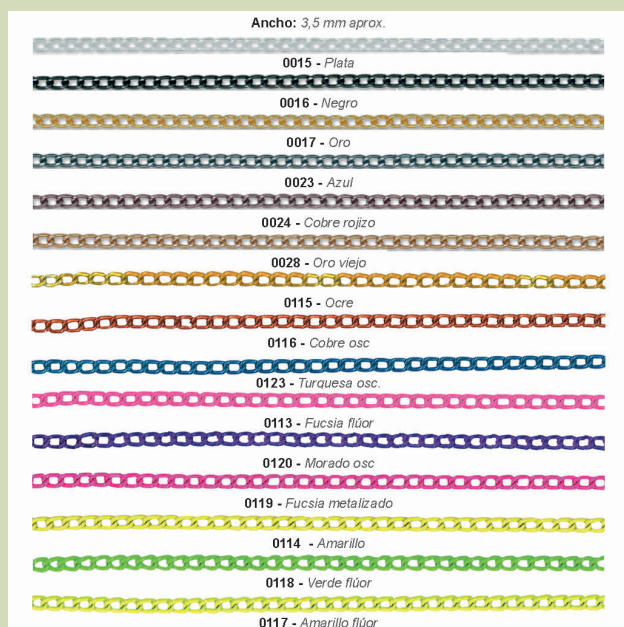 Ancho: 3,5 mm aprox.
0015 - Plata
0016 - Negro
0017 - Oro
0023 - Azul
0024 - Cobre rojizo
0028 - Oro viejo
0115 - Ocre
0116 - Cobre osc
0123 - Turquesa osc.
0113 - Fucsia flúor
0120 - Morado osc
0119 - Fucsia metalizado
0114 - Amarillo
0118 - Verde flúor
0117 - Amarillo flúor